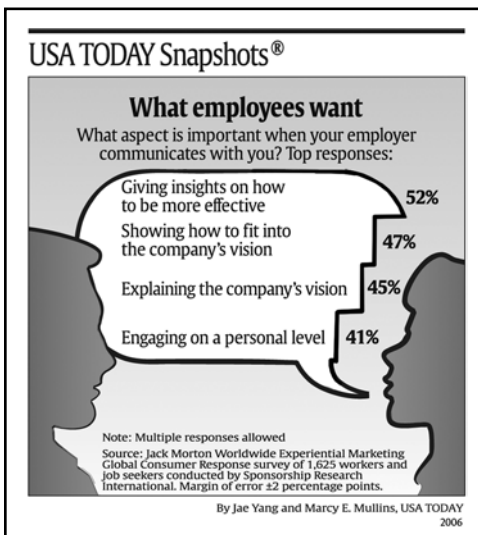 USA TODAY Snapshots®
What employees want
What aspect is important when your employer
communicates with you? Top responses:
Giving insights on how
to be more effective
52%
Showing how to fit into
the company’s vision
47%
Explaining the company’s vision
45%
Engaging on a personal level
41%
Note: Multiple responses allowed
Source: Jack Morton Worldwide Experiential Marketing
Global Consumer Response survey of 1,625 workers and
job seekers conducted by Sponsorship Research
International. Margin of error ±2 percentage points.
By Jae Yang and Marcy E. Mullins, USA TODAY
2006